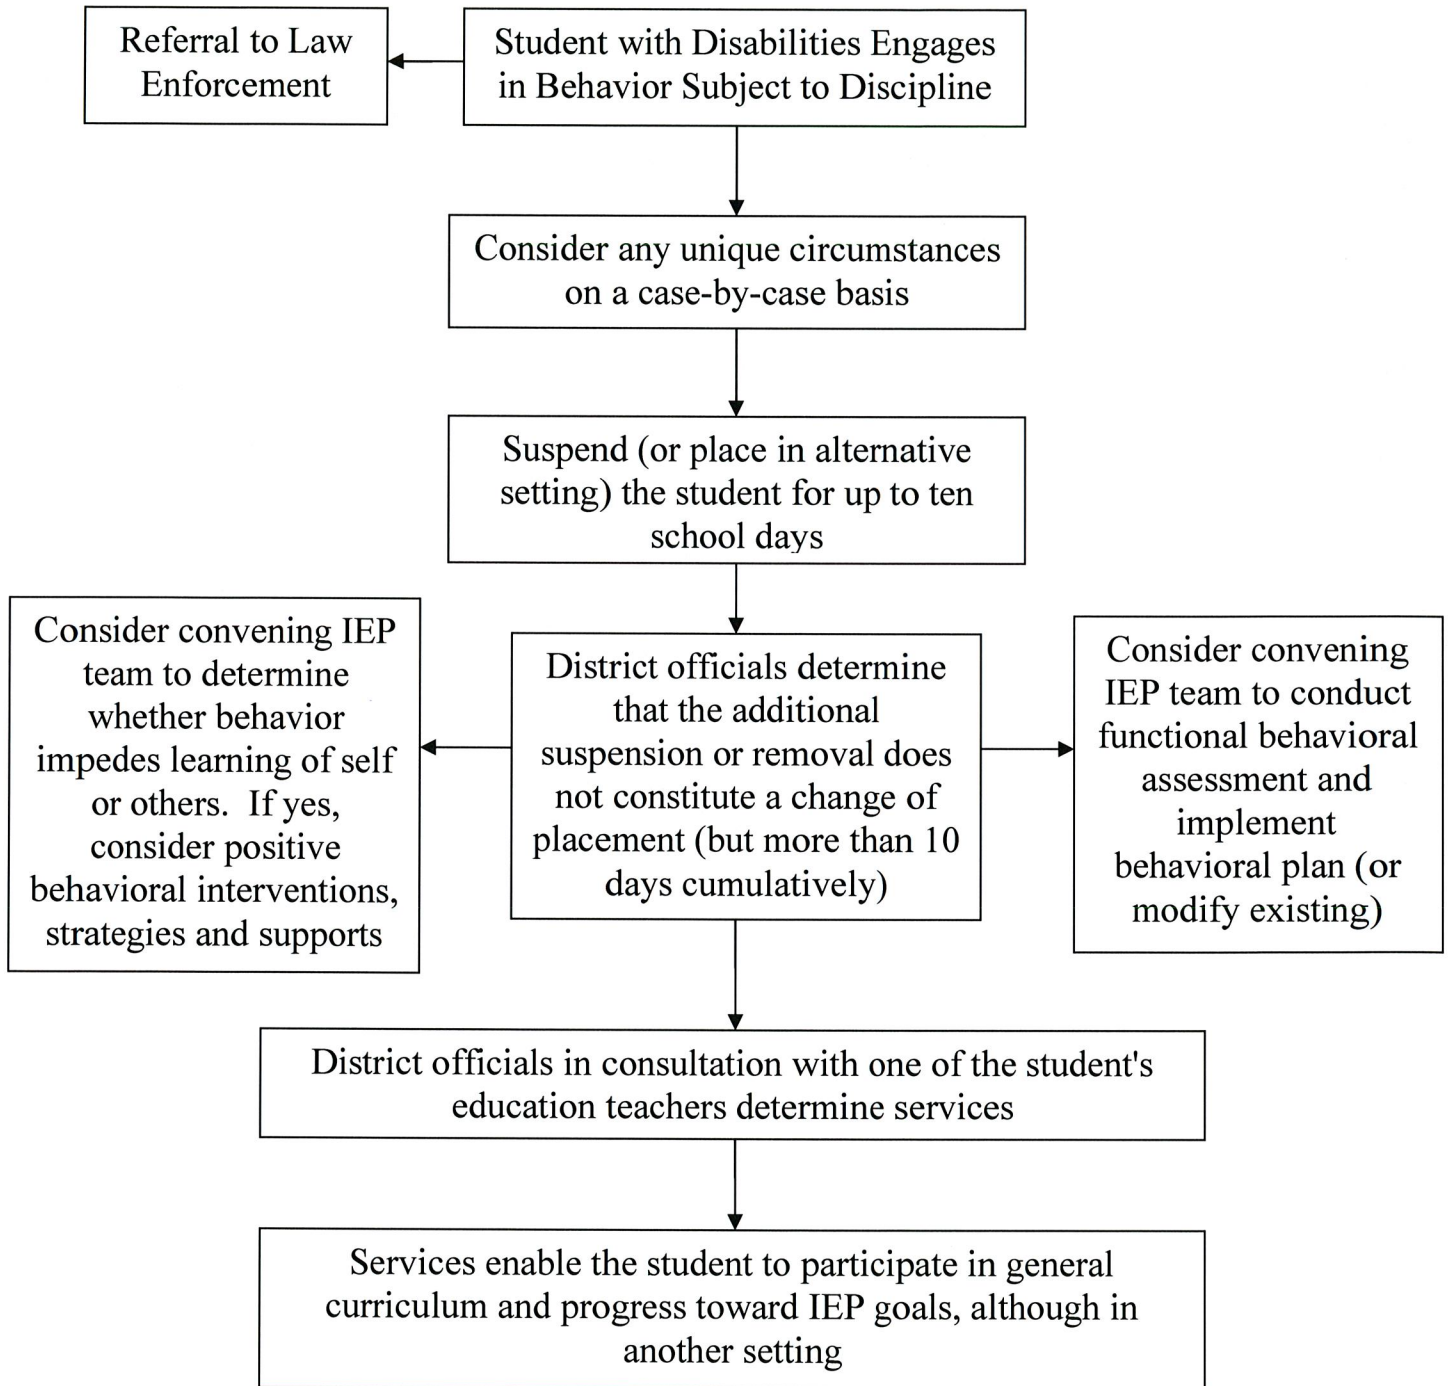 Referral to Law
Enforcement
Student with Disabilities Engages
in Behavior Subject to Discipline
Consider any unique circumstances
on a case-by-case basis
Suspend (or place in alternative
setting) the student for up to ten
school days
Consider convening IEP
team to determine
whether behavior
impedes learning of self
or others.  If yes,
consider positive
behavioral interventions,
strategies and supports
District officials determine
that the additional
suspension or removal does
not constitute a change of
placement (but more than 10
days cumulatively)
Consider convening
IEP team to conduct
functional behavioral
assessment and
implement
behavioral plan (or
modify existing)
District officials in consultation with one of the student's
education teachers determine services
Services enable the student to participate in general
curriculum and progress toward IEP goals, although in
another setting